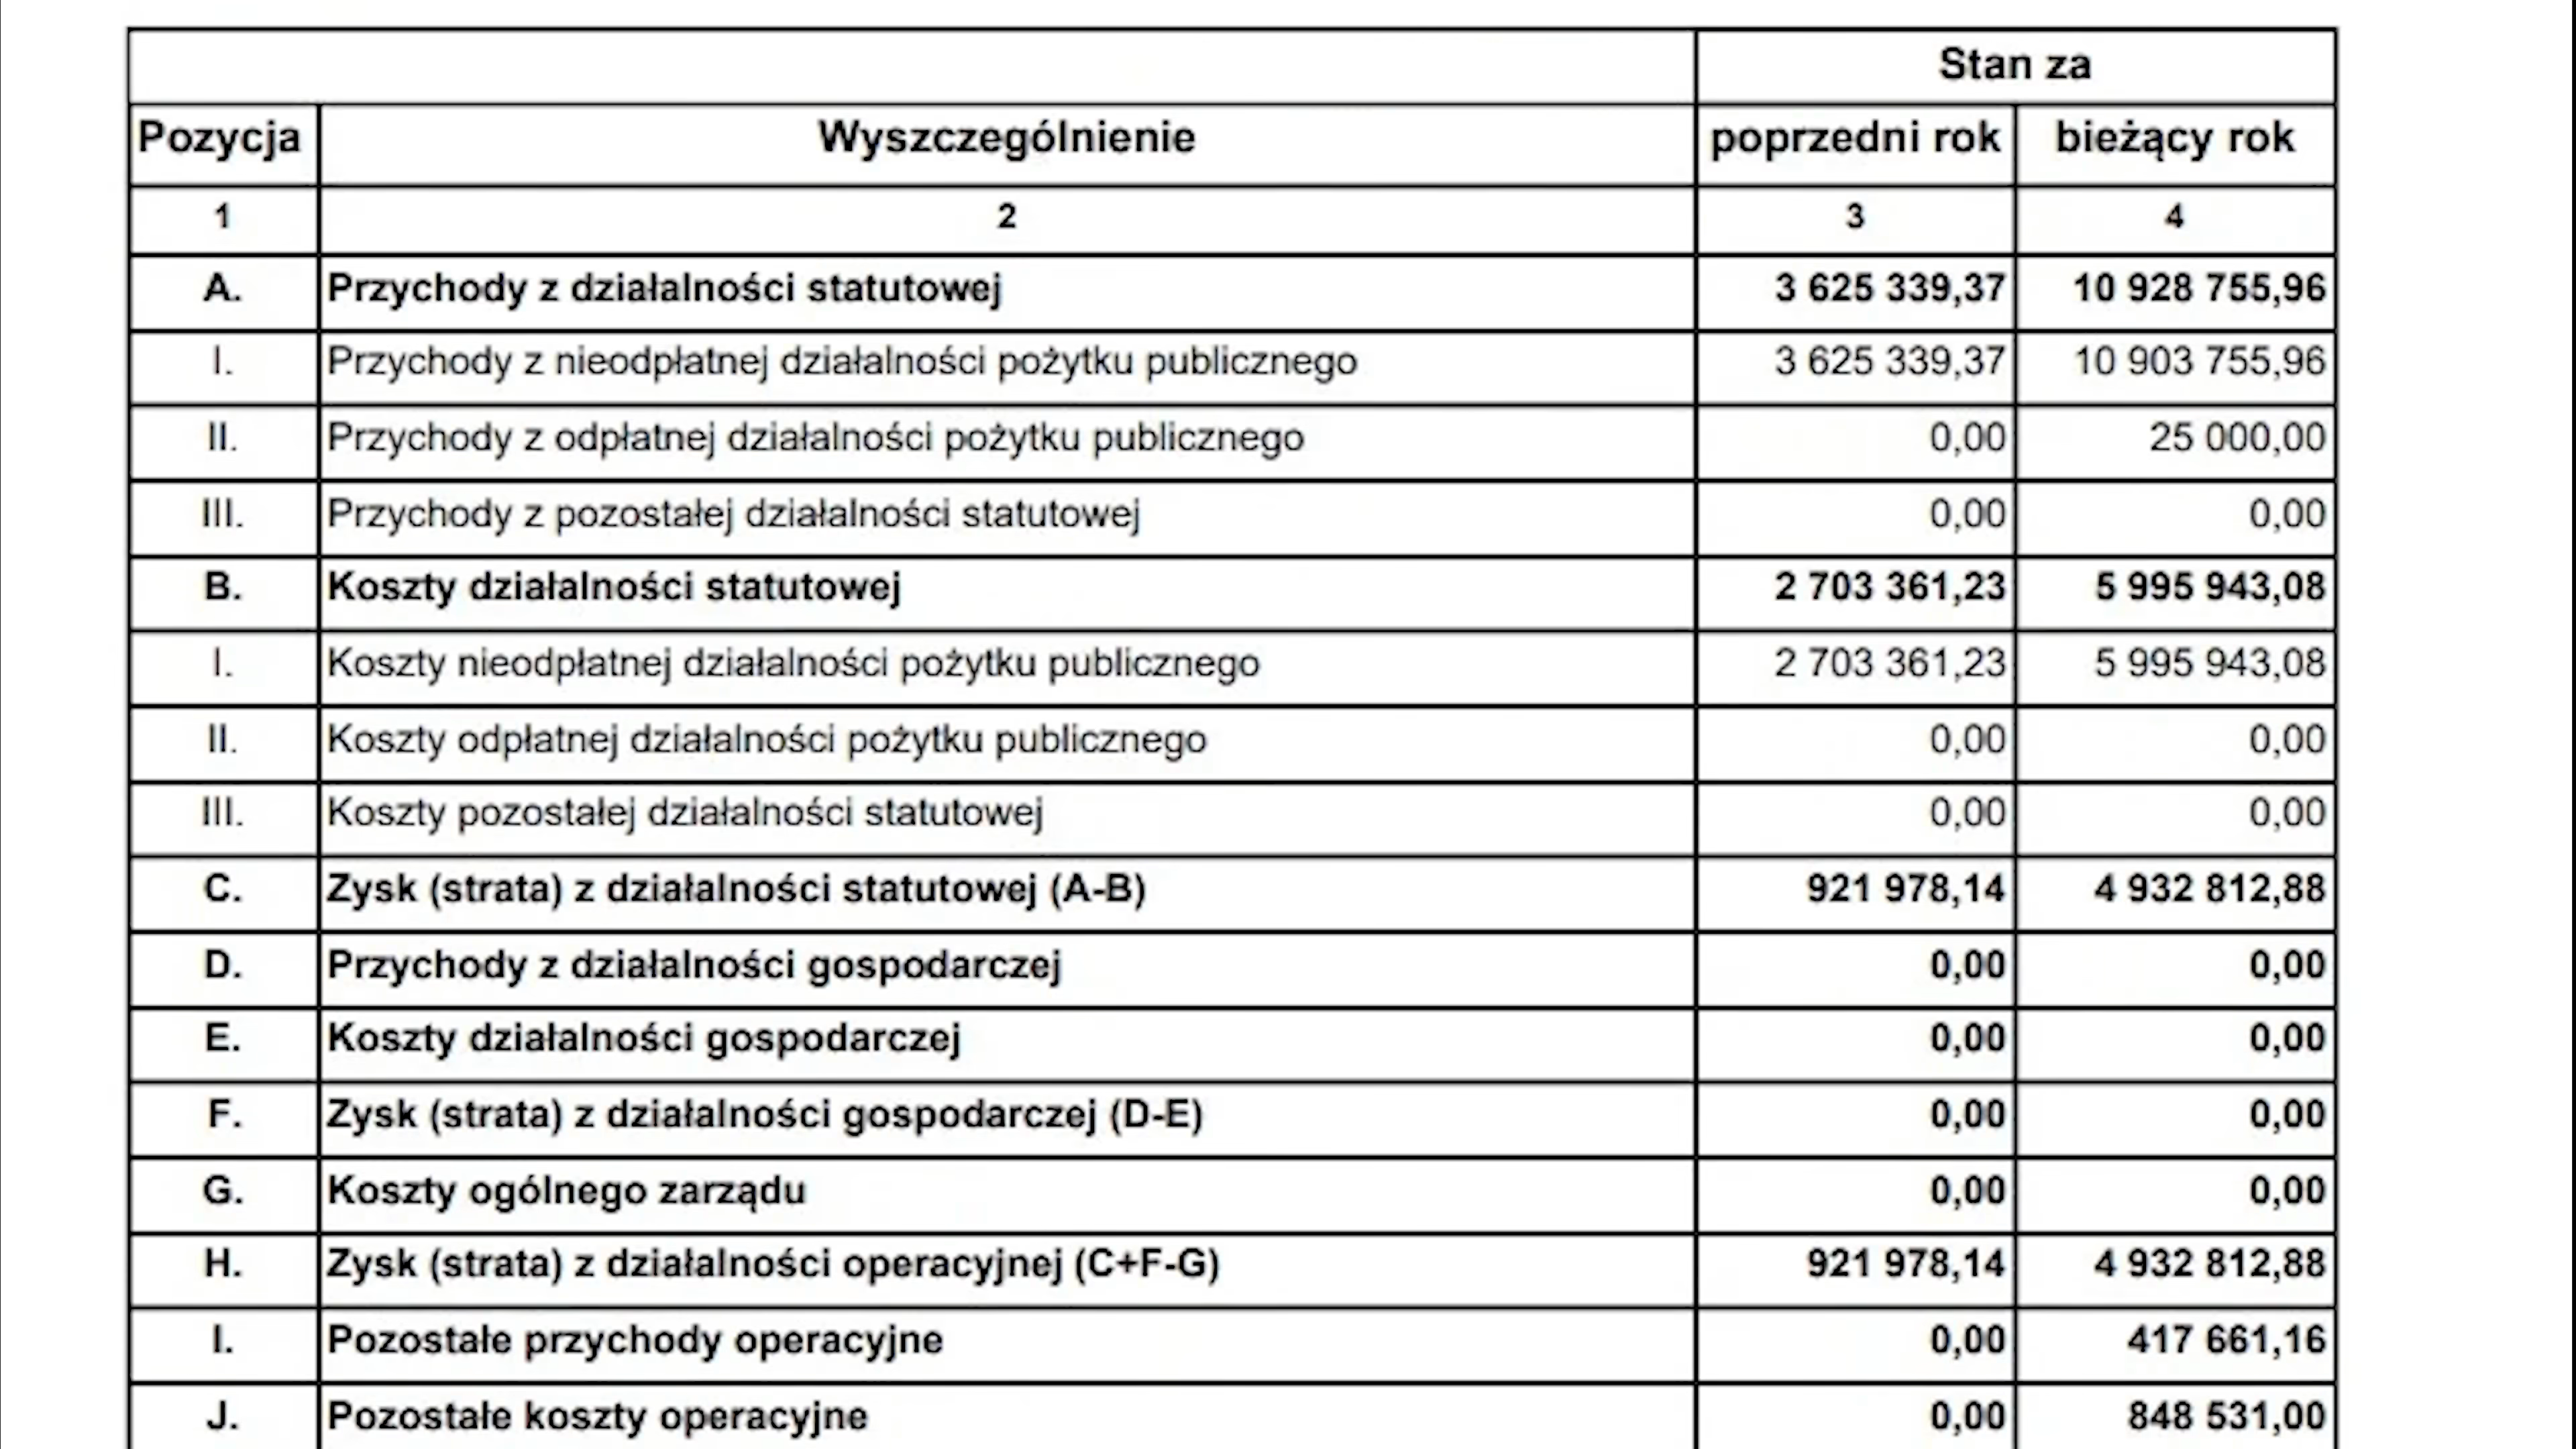 Stan za
Pozycja Wyszczególnienie poprzedni rok bieżący rok
1 2 3 4
A. Przychody z działalności statutowej 3 625 339,37 10 928 755,96
I. Przychody z nieodpłatnej działalności pożytku publicznego 3 625 339,37 10 903 755,96
II. Przychody z odpłatnej działalności pożytku publicznego 0,00 25 000,00
III. Przychody z pozostałej działalności statutowej 0,00 0,00
B. Koszty działalności statutowej 2 703 361,23 5 995 943,08
I. Koszty nieodpłatnej działalności pożytku publicznego 2 703 361,23 5 995 943,08
II. Koszty odpłatnej działalności pożytku publicznego 0,00 0,00
III. Koszty pozostałej działalności statutowej 0,00 0,00
C. Zysk (strata) z działalności statutowej (A-B) 921 978,14 4 932 812,88
D. Przychody z działalności gospodarczej 0,00 0,00
E. Koszty działalności gospodarczej 0,00 0,00
F. Zysk (strata) z działalności gospodarczej (D-E) 0,00 0,00
G. Koszty ogólnego zarządu 0,00 0,00
H. Zysk (strata) z działalności operacyjnej (C+F-G) 921 978,14 4 932 812,88
I. Pozostałe przychody operacyjne 0,00 417 661,16
J. Pozostałe koszty operacyjne 0,00 848 531,00